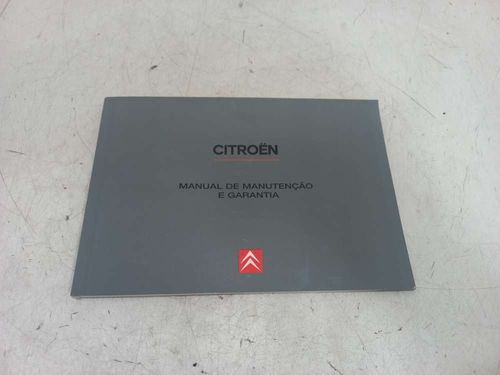 CITROËN
MANUAL DE MANUTENÇÃO
E GARANTIA